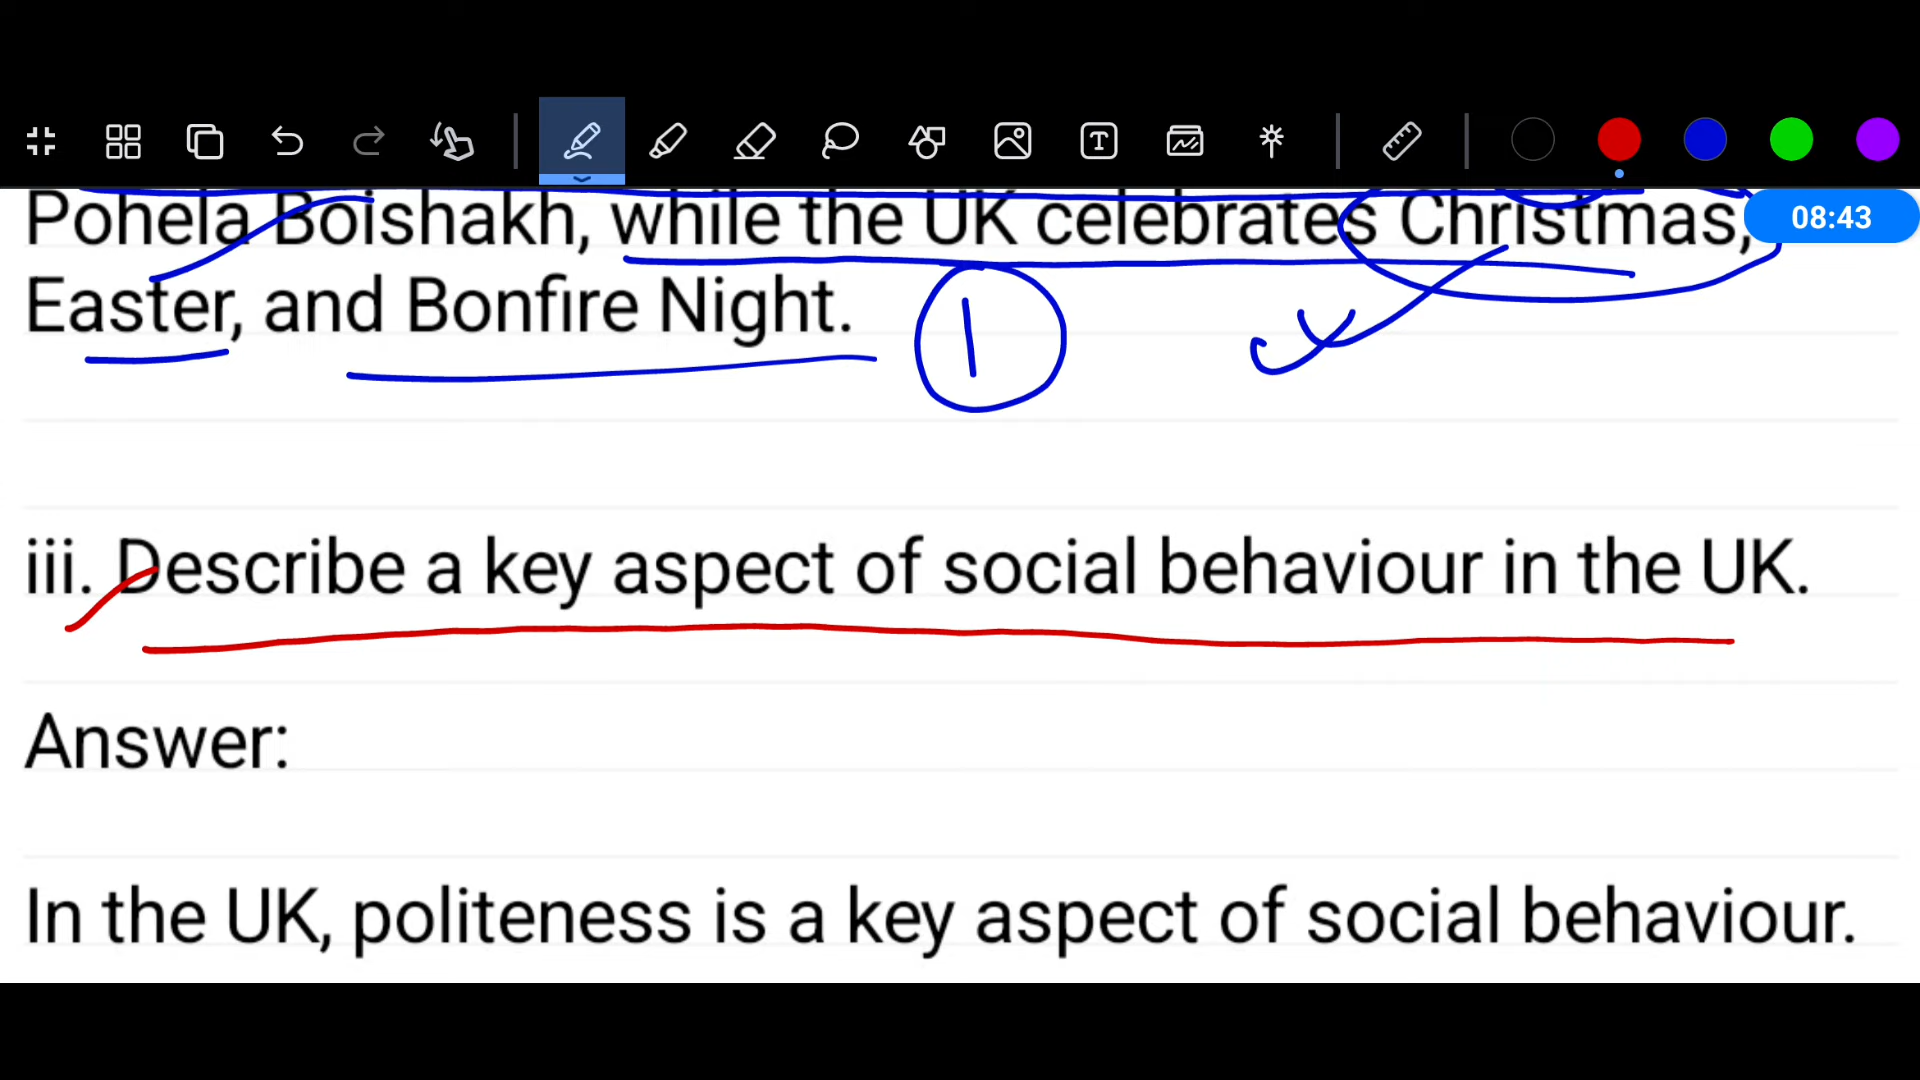 08:43
Pohela Boishakh, while the UK celebrates Christmas,
Easter, and Bonfire Night.
1
iii. Describe a key aspect of social behaviour in the UK.
Answer:
In the UK, politeness is a key aspect of social behaviour.